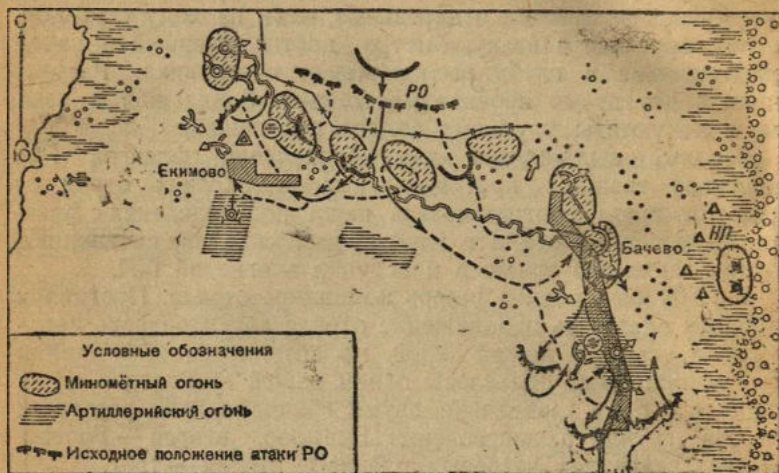 С
Ю
РО
Екимово
Бачево
НП
Условные обозначения
Миномётный огонь
Артиллерийский огонь
Исходное положение атаки РО